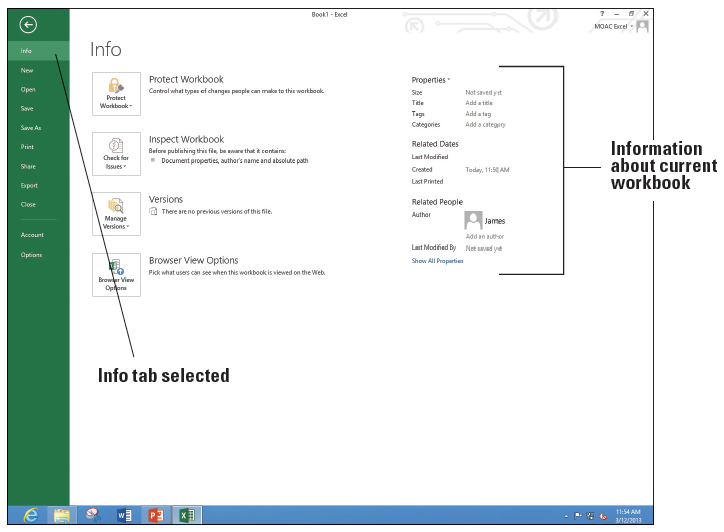 Book1 - Excel
?
MOAC Excel
Info
New
Open
Save
Save As
Print
Share
Export
Close
Account
Options
Info
Protect Workbook
Protect Workbook
Control what types of changes people can make to this workbook.
Check for Issues
Inspect Workbook
Before publishing this file, be aware that it contains:
Document properties, author's name and absolute path
Manage Versions
Versions
There are no previous versions of this file.
Browser View Options
Browser View Options
Pick what users can see when this workbook is viewed on the Web.
Properties
Size Not saved yet
Title Add a title
Tags Add a tag
Categories Add a category
Related Dates
Last Modified
Created Today, 11:50 AM
Last Printed
Related People
Author James
Add an author
Last Modified By Not saved yet
Show All Properties
Information
about current
workbook
Info tab selected
11:54 AM
3/12/2013